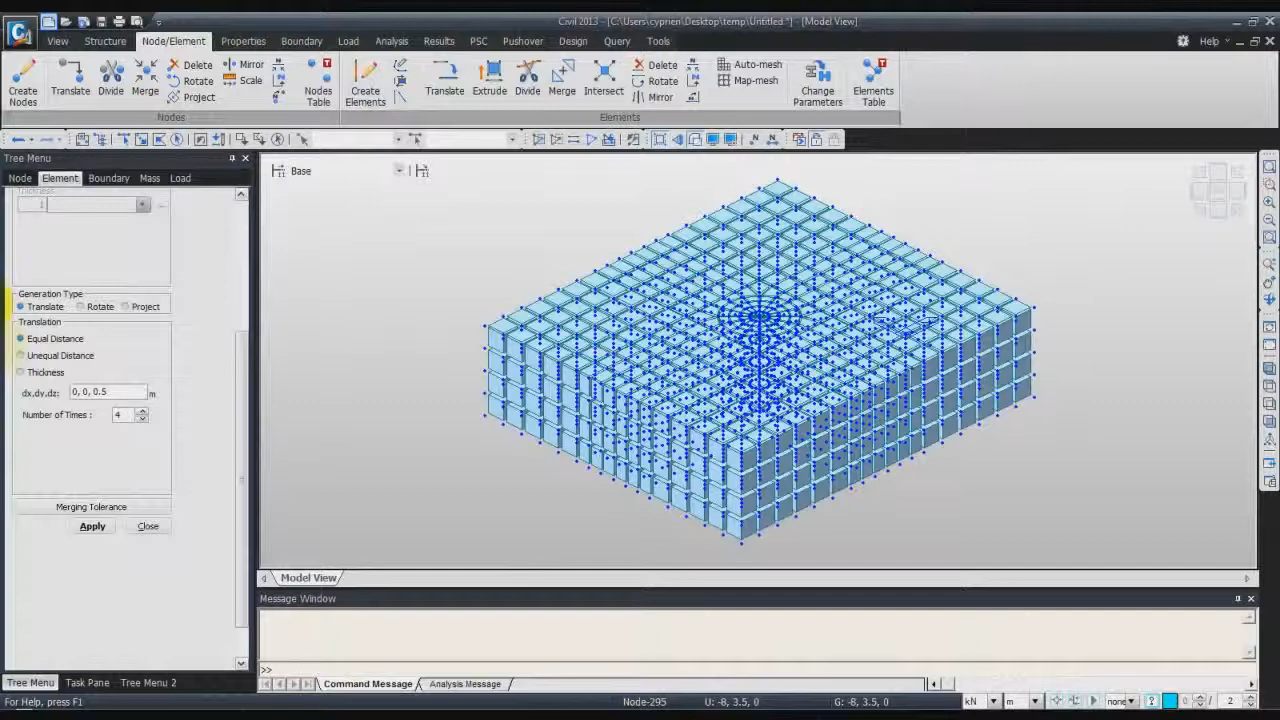 Civil 2013 - [C:\Users\cyprien\Desktop\temp\Untitled *] - [Model View]
View Structure Node/Element Properties Boundary Load Analysis Results PSC Pushover Design Query Tools Help
Create Nodes Translate Divide Merge Delete Rotate Project Mirror Scale Nodes Table
Create Elements Translate Extrude Divide Merge Intersect Delete Rotate Mirror Auto-mesh Map-mesh Change Parameters Elements Table
Nodes Elements
Tree Menu
Base
Node Element Boundary Mass Load
Thickness
1
Generation Type
Translate Rotate Project
Translation
Equal Distance
Unequal Distance
Thickness
dx,dy,dz: 0, 0, 0.5 m
Number of Times : 4
Merging Tolerance
Apply Close
Model View
Message Window
>>
Tree Menu Task Pane Tree Menu 2
Command Message Analysis Message
For Help, press F1 Node-295 U: -8, 3.5, 0 G: -8, 3.5, 0 kN m none 0 / 2